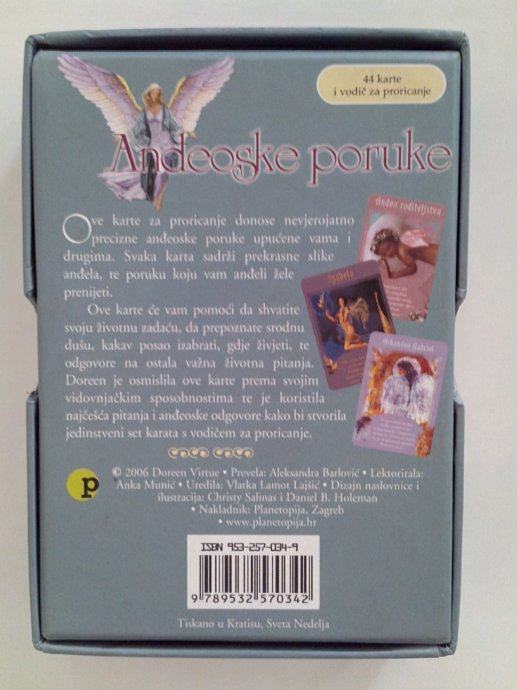 44 karte
i vodič za proricanje
Anđeoske poruke
Ove karte za proricanje donose nevjerojatno
precizne anđeoske poruke upućene vama i
drugima. Svaka karta sadrži prekrasne slike
anđela, te poruku koju vam anđeli žele
prenijeti.
Ove karte će vam pomoći da shvatite
svoju životnu zadaću, da prepoznate srodnu
dušu, kakav posao izabrati, gdje živjeti, te
odgovore na ostala važna životna pitanja.
Doreen je osmislila ove karte prema svojim
vidovnjačkim sposobnostima te je koristila
najčešća pitanja i anđeoske odgovore kako bi stvorila
jedinstveni set karata s vodičem za proricanje.
Anđeo roditeljstva
Izabela
Arkanđeo Gabriel
p
© 2006 Doreen Virtue • Prevela: Aleksandra Barlović • Lektorirala:
Anka Munić • Uredila: Vlatka Lamot Lajšić • Dizajn naslovnice i
ilustracija: Christy Salinas i Daniel B. Holeman
• Nakladnik: Planetopija, Zagreb
• www.planetopija.hr
ISBN 953-257-034-9
9 789532 570342
Tiskano u Kratisu, Sveta Nedelja